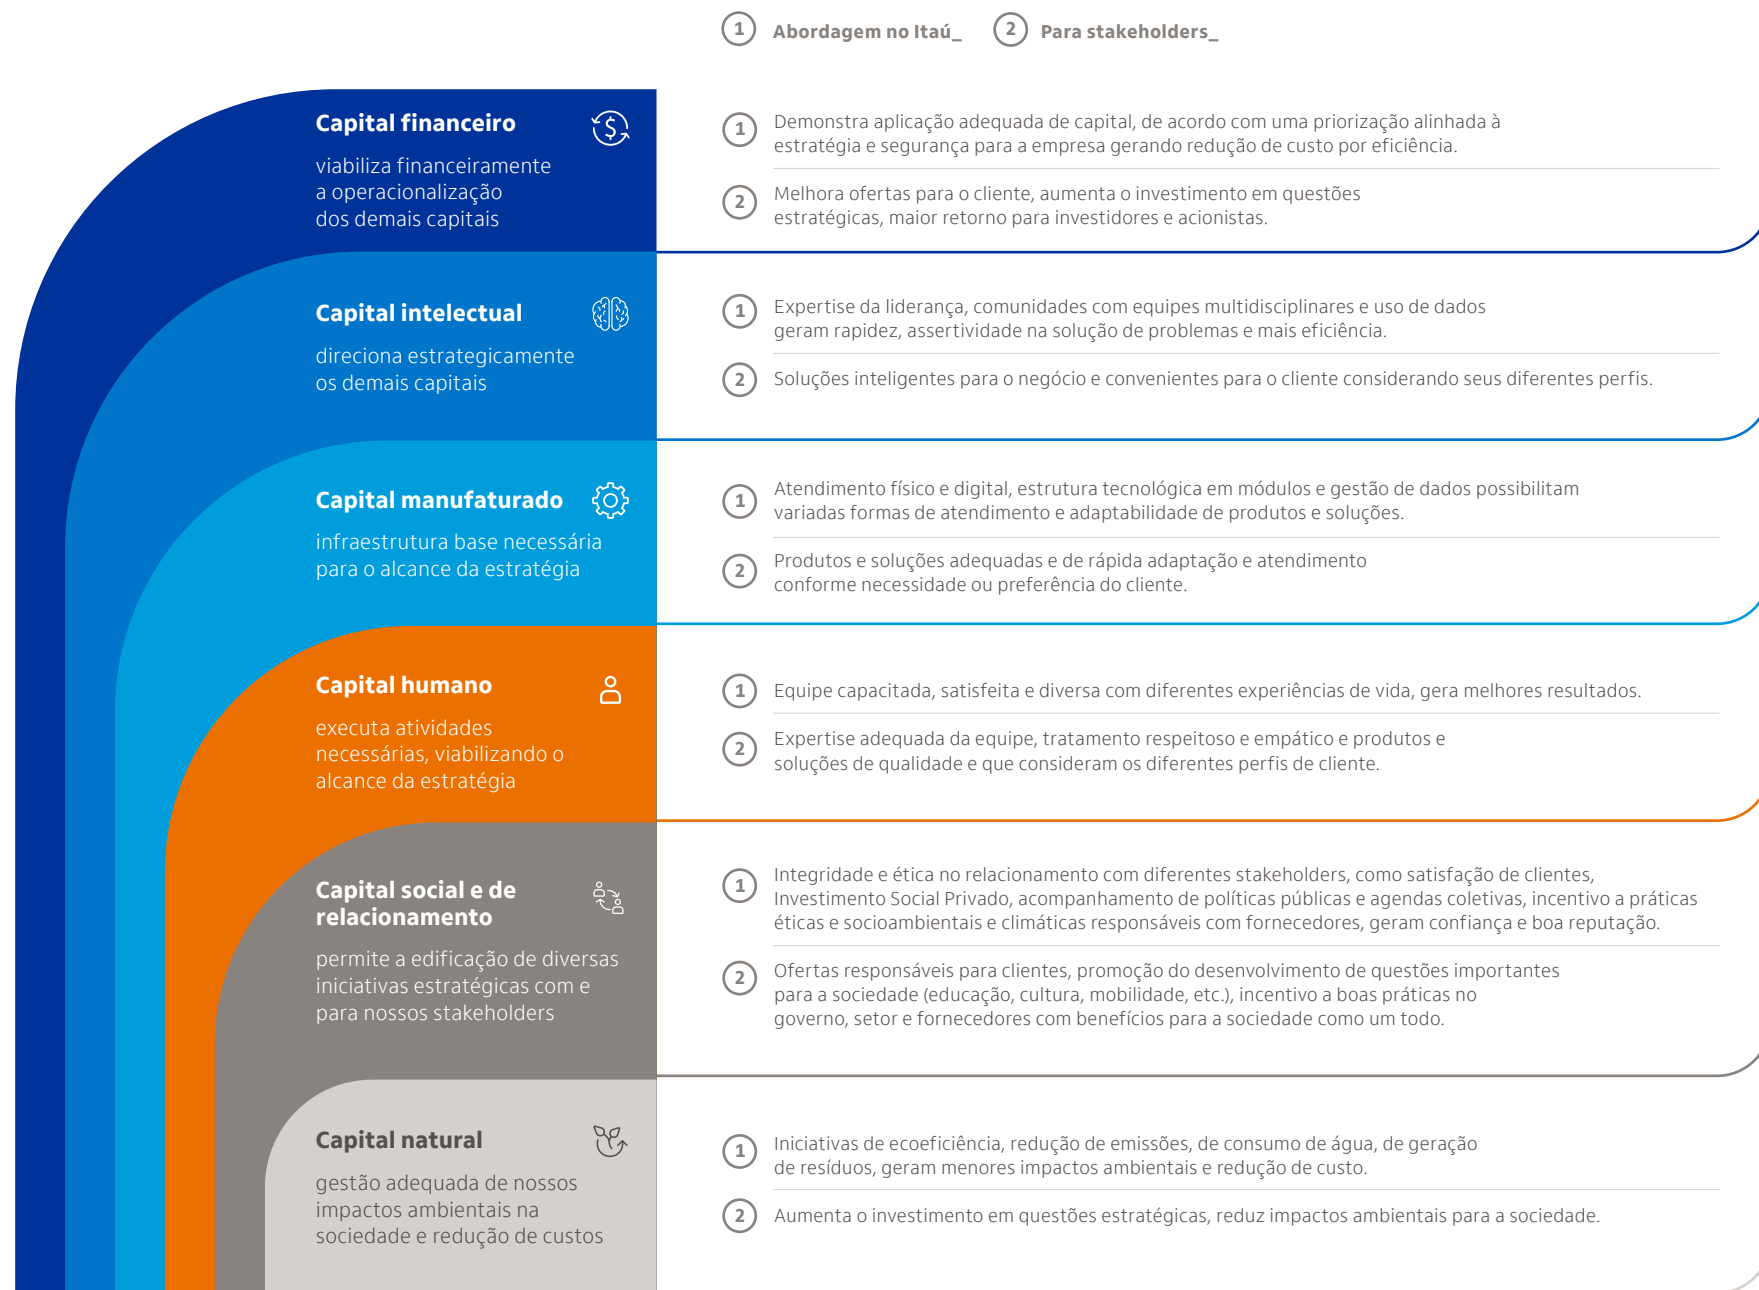 1 Abordagem no Itaú_ 2 Para stakeholders_
Capital financeiro
viabiliza financeiramente
a operacionalização
dos demais capitais
1 Demonstra aplicação adequada de capital, de acordo com uma priorização alinhada à
estratégia e segurança para a empresa gerando redução de custo por eficiência.
2 Melhora ofertas para o cliente, aumenta o investimento em questões
estratégicas, maior retorno para investidores e acionistas.
Capital intelectual
direciona estrategicamente
os demais capitais
1 Expertise da liderança, comunidades com equipes multidisciplinares e uso de dados
geram rapidez, assertividade na solução de problemas e mais eficiência.
2 Soluções inteligentes para o negócio e convenientes para o cliente considerando seus diferentes perfis.
Capital manufaturado
infraestrutura base necessária
para o alcance da estratégia
1 Atendimento físico e digital, estrutura tecnológica em módulos e gestão de dados possibilitam
variadas formas de atendimento e adaptabilidade de produtos e soluções.
2 Produtos e soluções adequadas e de rápida adaptação e atendimento
conforme necessidade ou preferência do cliente.
Capital humano
executa atividades
necessárias, viabilizando o
alcance da estratégia
1 Equipe capacitada, satisfeita e diversa com diferentes experiências de vida, gera melhores resultados.
2 Expertise adequada da equipe, tratamento respeitoso e empático e produtos e
soluções de qualidade e que consideram os diferentes perfis de cliente.
Capital social e de
relacionamento
permite a edificação de diversas
iniciativas estratégicas com e
para nossos stakeholders
1 Integridade e ética no relacionamento com diferentes stakeholders, como satisfação de clientes,
Investimento Social Privado, acompanhamento de políticas públicas e agendas coletivas, incentivo a práticas
éticas e socioambientais e climáticas responsáveis com fornecedores, geram confiança e boa reputação.
2 Ofertas responsáveis para clientes, promoção do desenvolvimento de questões importantes
para a sociedade (educação, cultura, mobilidade, etc.), incentivo a boas práticas no
governo, setor e fornecedores com benefícios para a sociedade como um todo.
Capital natural
gestão adequada de nossos
impactos ambientais na
sociedade e redução de custos
1 Iniciativas de ecoeficiência, redução de emissões, de consumo de água, de geração
de resíduos, geram menores impactos ambientais e redução de custo.
2 Aumenta o investimento em questões estratégicas, reduz impactos ambientais para a sociedade.